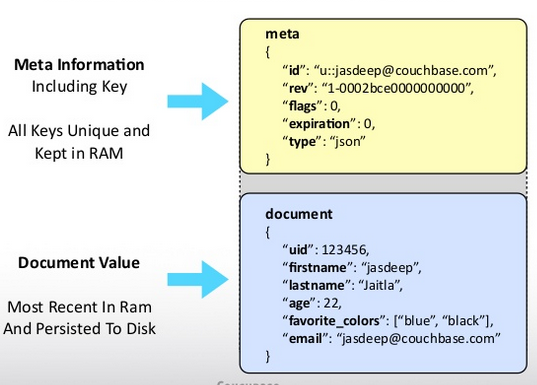 Meta Information
Including Key
All Keys Unique and
Kept in RAM
meta
{
“id”: “u::jasdeep@couchbase.com”,
“rev”: “1-0002bce0000000000”,
“flags”: 0,
“expiration”: 0,
“type”: “json”
}
Document Value
Most Recent In Ram
And Persisted To Disk
document
{
“uid”: 123456,
“firstname”: “jasdeep”,
“lastname”: “Jaitla”,
“age”: 22,
“favorite_colors”: [“blue”, “black”],
“email”: “jasdeep@couchbase.com”
}